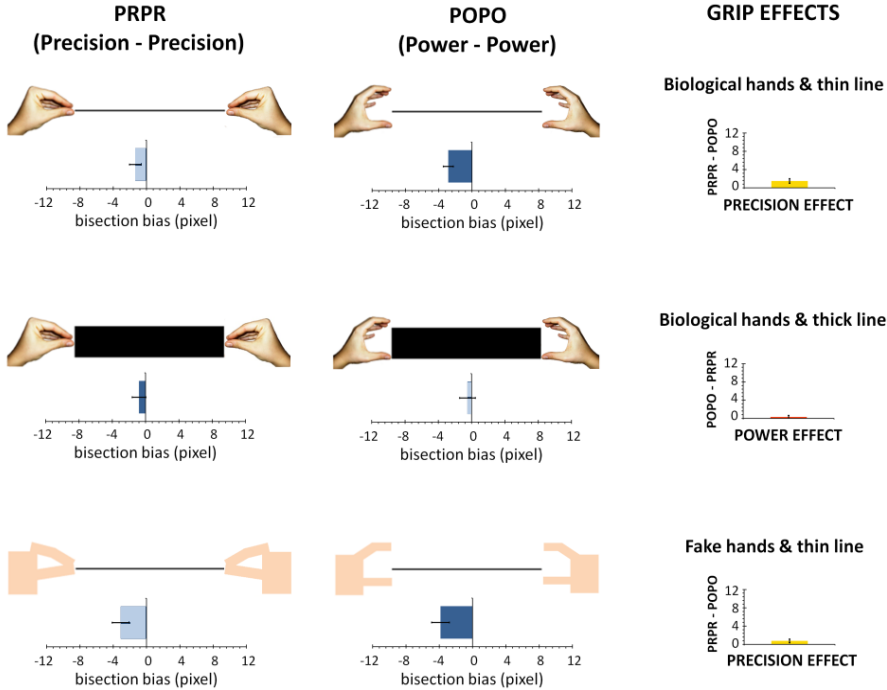 PRPR
(Precision - Precision)
POPO
(Power - Power)
GRIP EFFECTS
-12 -8 -4 0 4 8 12
bisection bias (pixel)
-12 -8 -4 0 4 8 12
bisection bias (pixel)
Biological hands & thin line
PRPR - POPO
12
8
4
0
PRECISION EFFECT
-12 -8 -4 0 4 8 12
bisection bias (pixel)
-12 -8 -4 0 4 8 12
bisection bias (pixel)
Biological hands & thick line
POPO - PRPR
12
8
4
0
POWER EFFECT
-12 -8 -4 0 4 8 12
bisection bias (pixel)
-12 -8 -4 0 4 8 12
bisection bias (pixel)
Fake hands & thin line
PRPR - POPO
12
8
4
0
PRECISION EFFECT